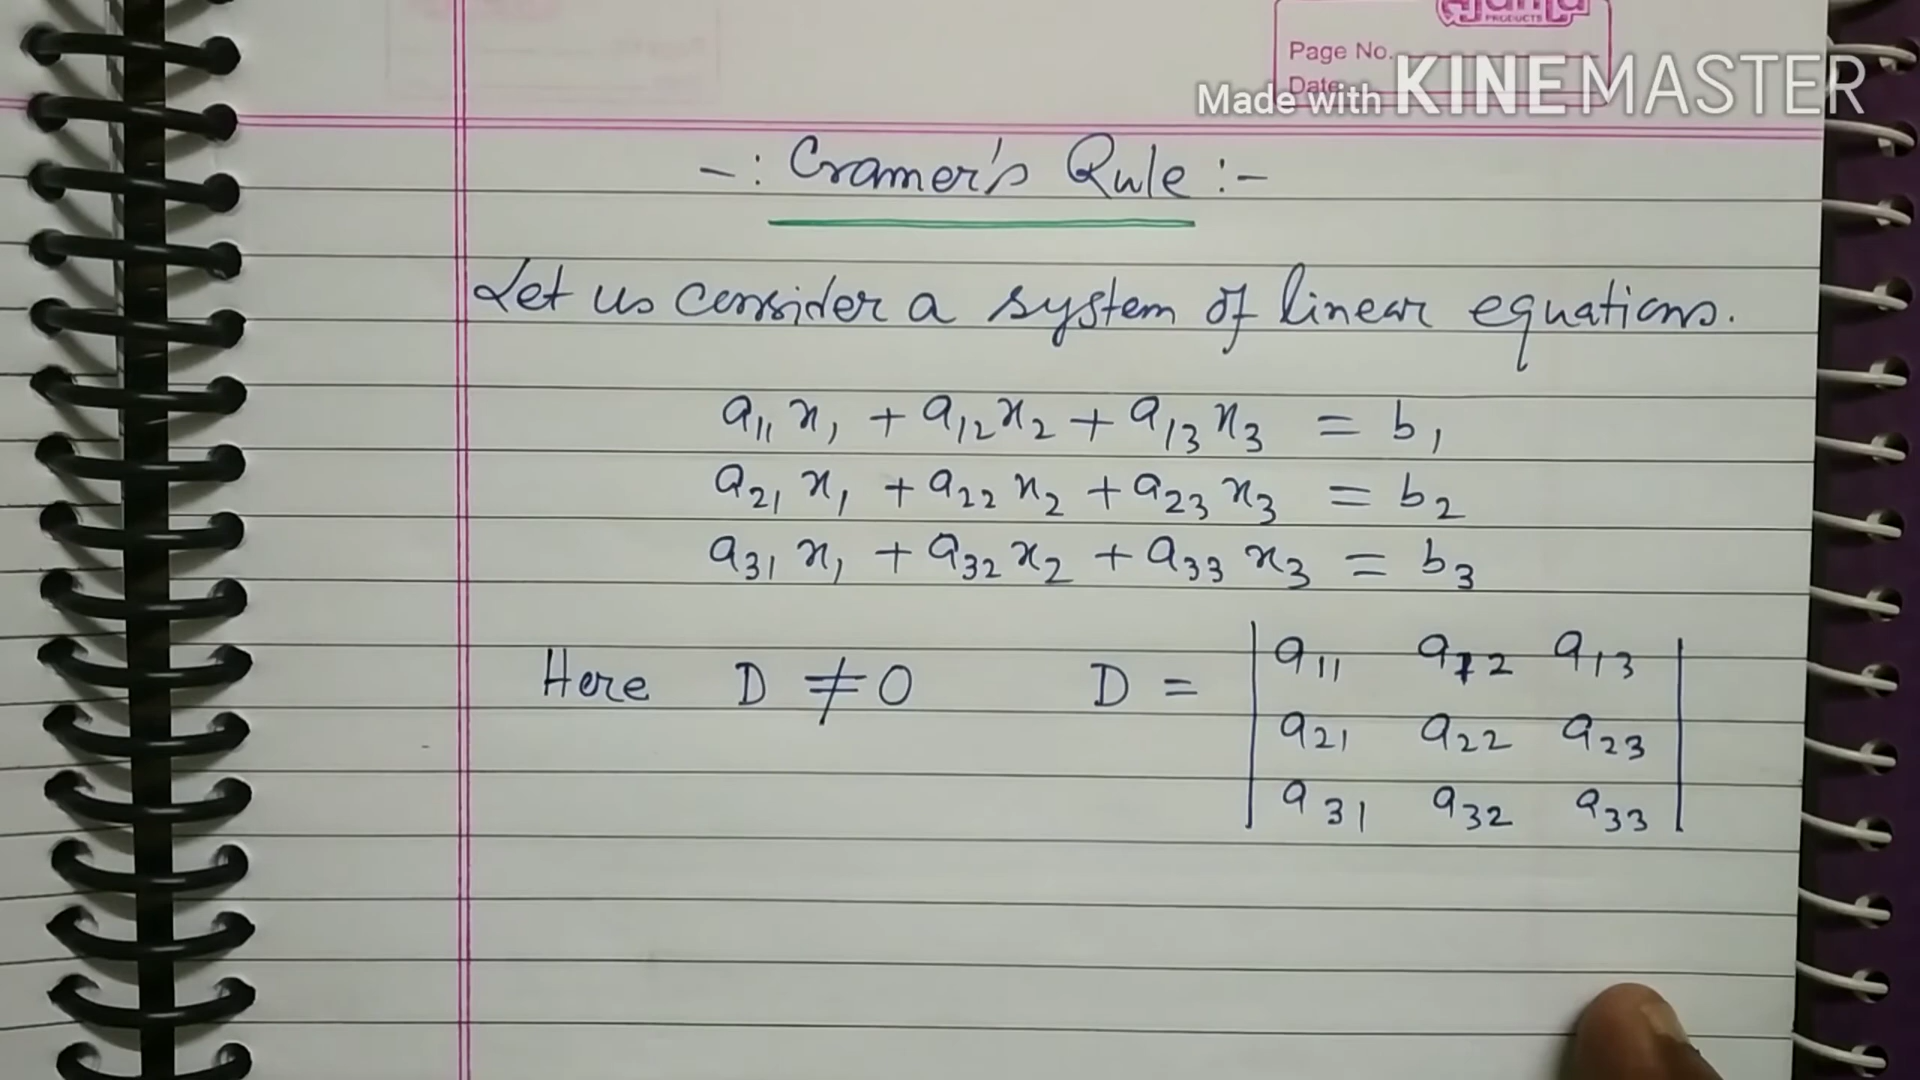 PRODUCTS
Page No.
Date
Made with KINEMASTER
-: Cramer's Rule :-
Let us consider a system of linear equations.
a₁₁ x₁ + a₁₂ x₂ + a₁₃ x₃ = b₁
a₂₁ x₁ + a₂₂ x₂ + a₂₃ x₃ = b₂
a₃₁ x₁ + a₃₂ x₂ + a₃₃ x₃ = b₃
Here D ≠ 0 D = | a₁₁ a₁₂ a₁₃ |
| a₂₁ a₂₂ a₂₃ |
| a₃₁ a₃₂ a₃₃ |